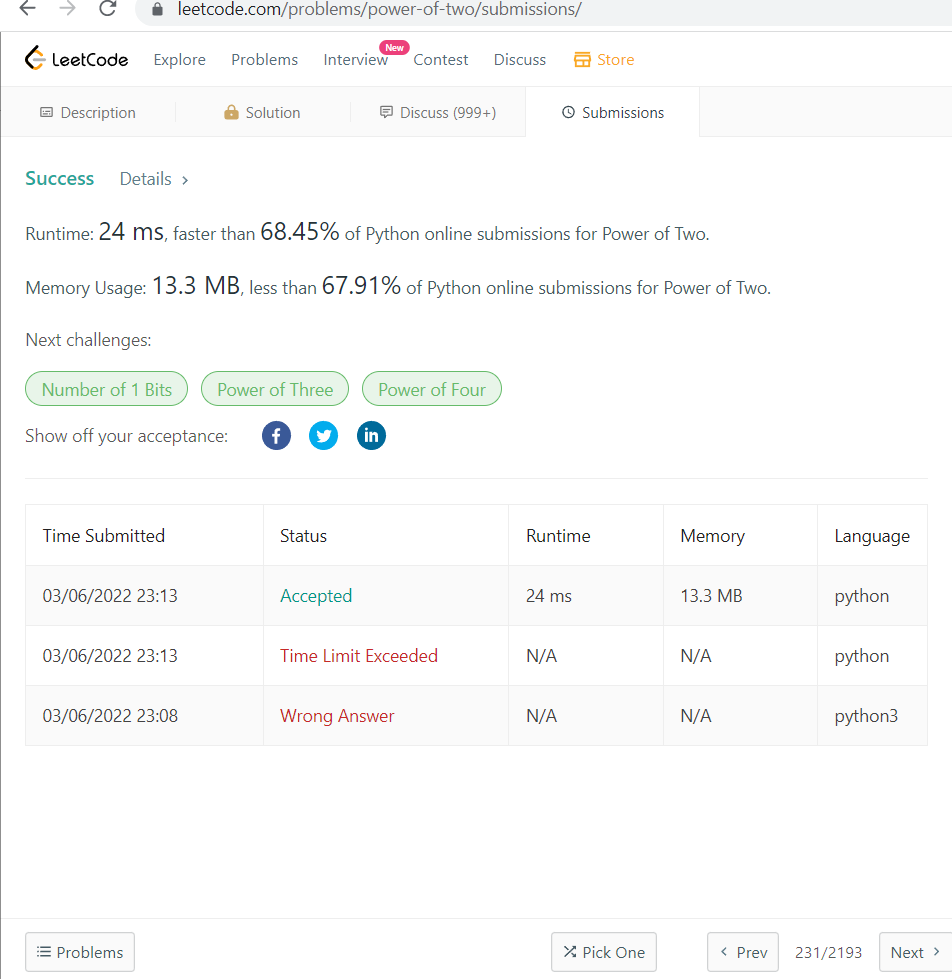 leetcode.com/problems/power-of-two/submissions/
LeetCode Explore Problems Interview New Contest Discuss Store
Description Solution Discuss (999+) Submissions
Success Details >
Runtime: 24 ms, faster than 68.45% of Python online submissions for Power of Two.
Memory Usage: 13.3 MB, less than 67.91% of Python online submissions for Power of Two.
Next challenges:
Number of 1 Bits Power of Three Power of Four
Show off your acceptance: f in
Time Submitted Status Runtime Memory Language
03/06/2022 23:13 Accepted 24 ms 13.3 MB python
03/06/2022 23:13 Time Limit Exceeded N/A N/A python
03/06/2022 23:08 Wrong Answer N/A N/A python3
Problems Pick One < Prev 231/2193 Next >